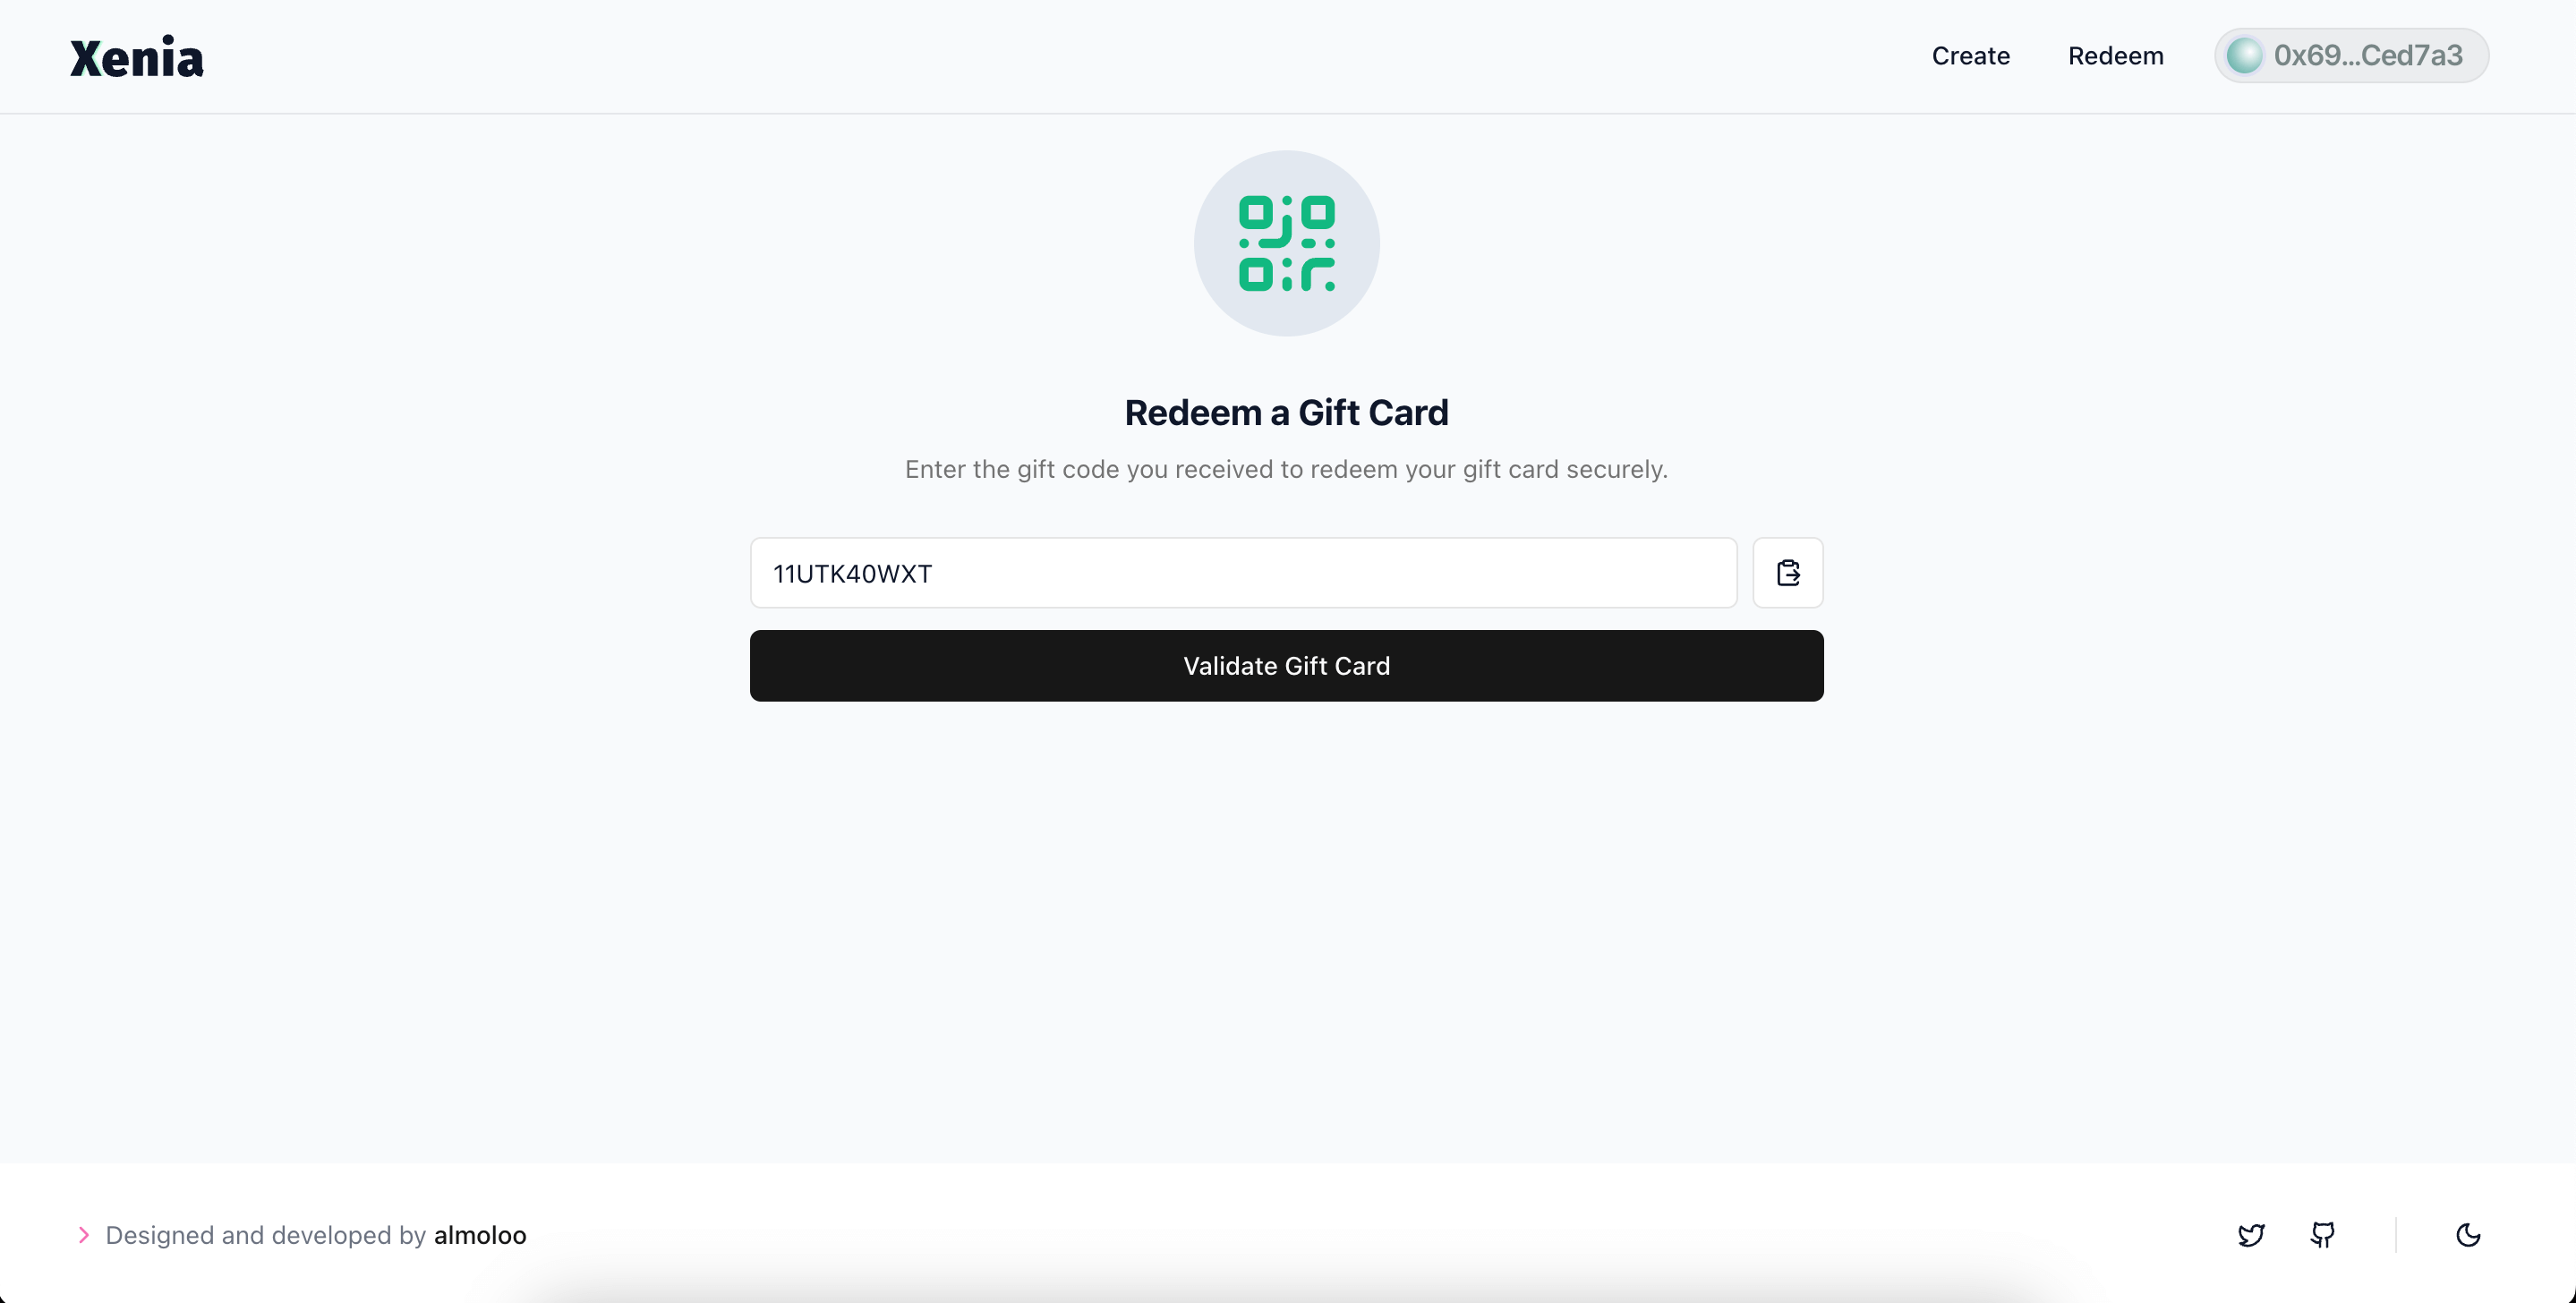 Xenia
Create
Redeem
0x69...Ced7a3
Redeem a Gift Card
Enter the gift code you received to redeem your gift card securely.
11UTK40WXT
Validate Gift Card
Designed and developed by almoloo